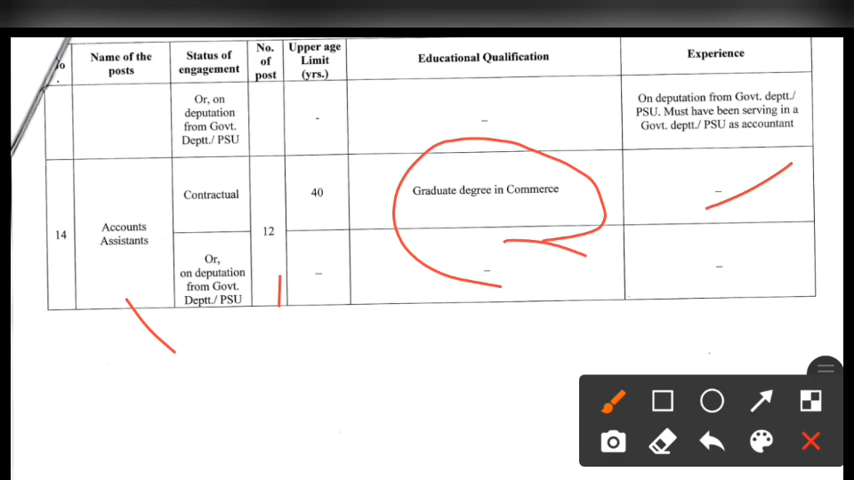 No
.
Name of the
posts
Status of
engagement
No.
of
post
Upper age
Limit
(yrs.)
Educational Qualification
Experience
Or, on
deputation
from Govt.
Deptt./ PSU
-
–
On deputation from Govt. deptt./
PSU. Must have been serving in a
Govt. deptt./ PSU as accountant
14
Accounts
Assistants
Contractual
12
40
Graduate degree in Commerce
–
Or,
on deputation
from Govt.
Deptt./ PSU
–
–
–